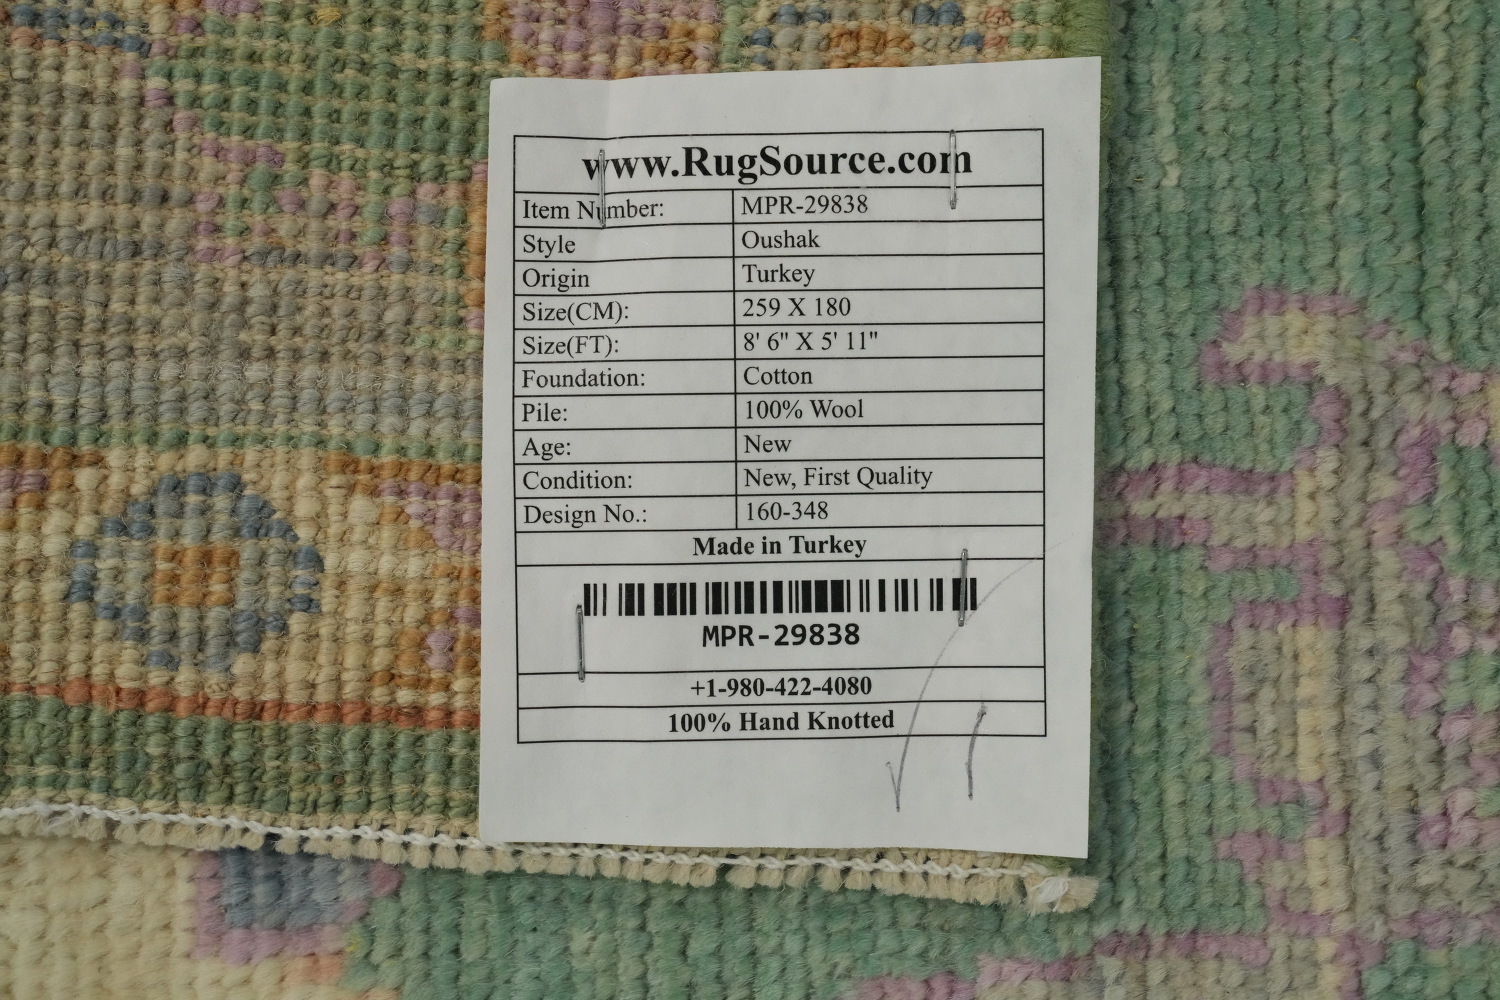 www.RugSource.com
Item Number: MPR-29838
Style Oushak
Origin Turkey
Size(CM): 259 X 180
Size(FT): 8' 6" X 5' 11"
Foundation: Cotton
Pile: 100% Wool
Age: New
Condition: New, First Quality
Design No.: 160-348
Made in Turkey
MPR-29838
+1-980-422-4080
100% Hand Knotted